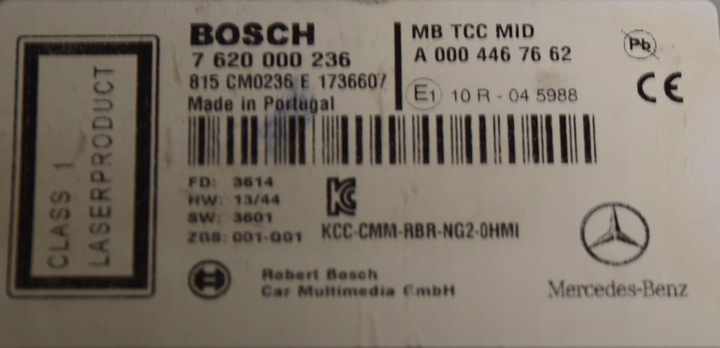 CLASS 1
LASERPRODUCT
BOSCH
7 620 000 236
815 CM0236 E 1736607
Made in Portugal
MB TCC MID
A 000 446 76 62
E1 10 R - 04 5988
Pb
CE
FD: 3614
HW: 13/44
SW: 3601
ZGS: 001-001
KC
KCC-CMM-RBR-NG2-0HMI
Robert Bosch
Car Multimedia GmbH
Mercedes-Benz